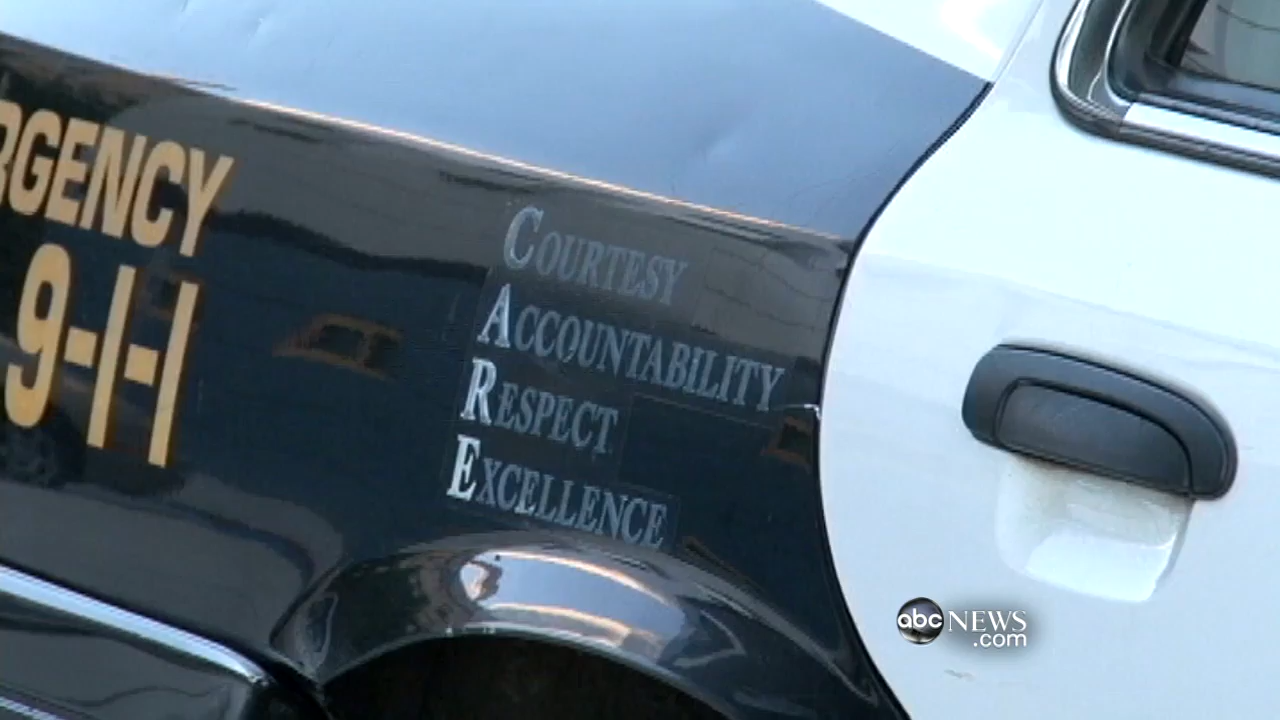 RGENCY
9-1-1
COURTESY
ACCOUNTABILITY
RESPECT
EXCELLENCE
abc NEWS
.com